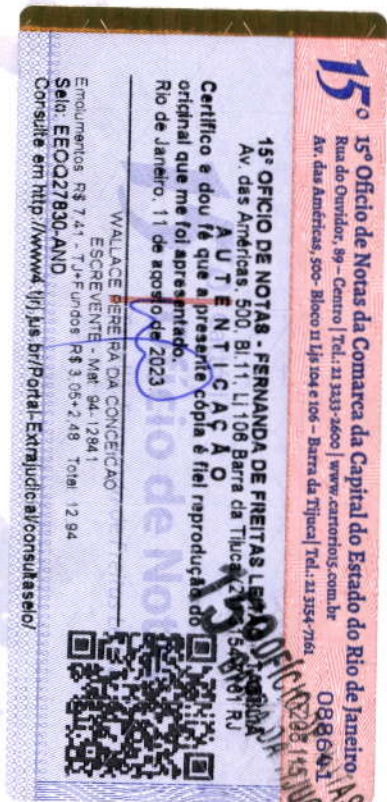 15º 15º Ofício de Notas da Comarca da Capital do Estado do Rio de Janeiro
Rua do Ouvidor, 89 – Centro | Tel.: 21 3233-2600 | www.cartorio15.com.br
Av. das Américas, 500- Bloco 11 Ljs 104 e 106 – Barra da Tijuca | Tel.: 21 3154-7161
088641
15º OFICIO DE NOTAS - FERNANDA DE FREITAS
Av. das Américas, 500, Bl. 11, Lj 106 Barra da Tijuca RJ
A U T E N T I C A Ç Ã O
Certifico e dou fé que a presente cópia é fiel reprodução do
original que me foi apresentado.
Rio de Janeiro, 11 de agosto de 2023.
WALLACE PEREIRA DA CONCEICAO
ESCREVENTE - Mat. 94-12841
Emolumentos R$ 7,41 - TJ+Fundos R$ 3,05+2,48 Total: 12,94
Selo: EEOQ27830-AND
Consulte em http://www4.tjrj.jus.br/Portal-Extrajudicial/consultaselo/